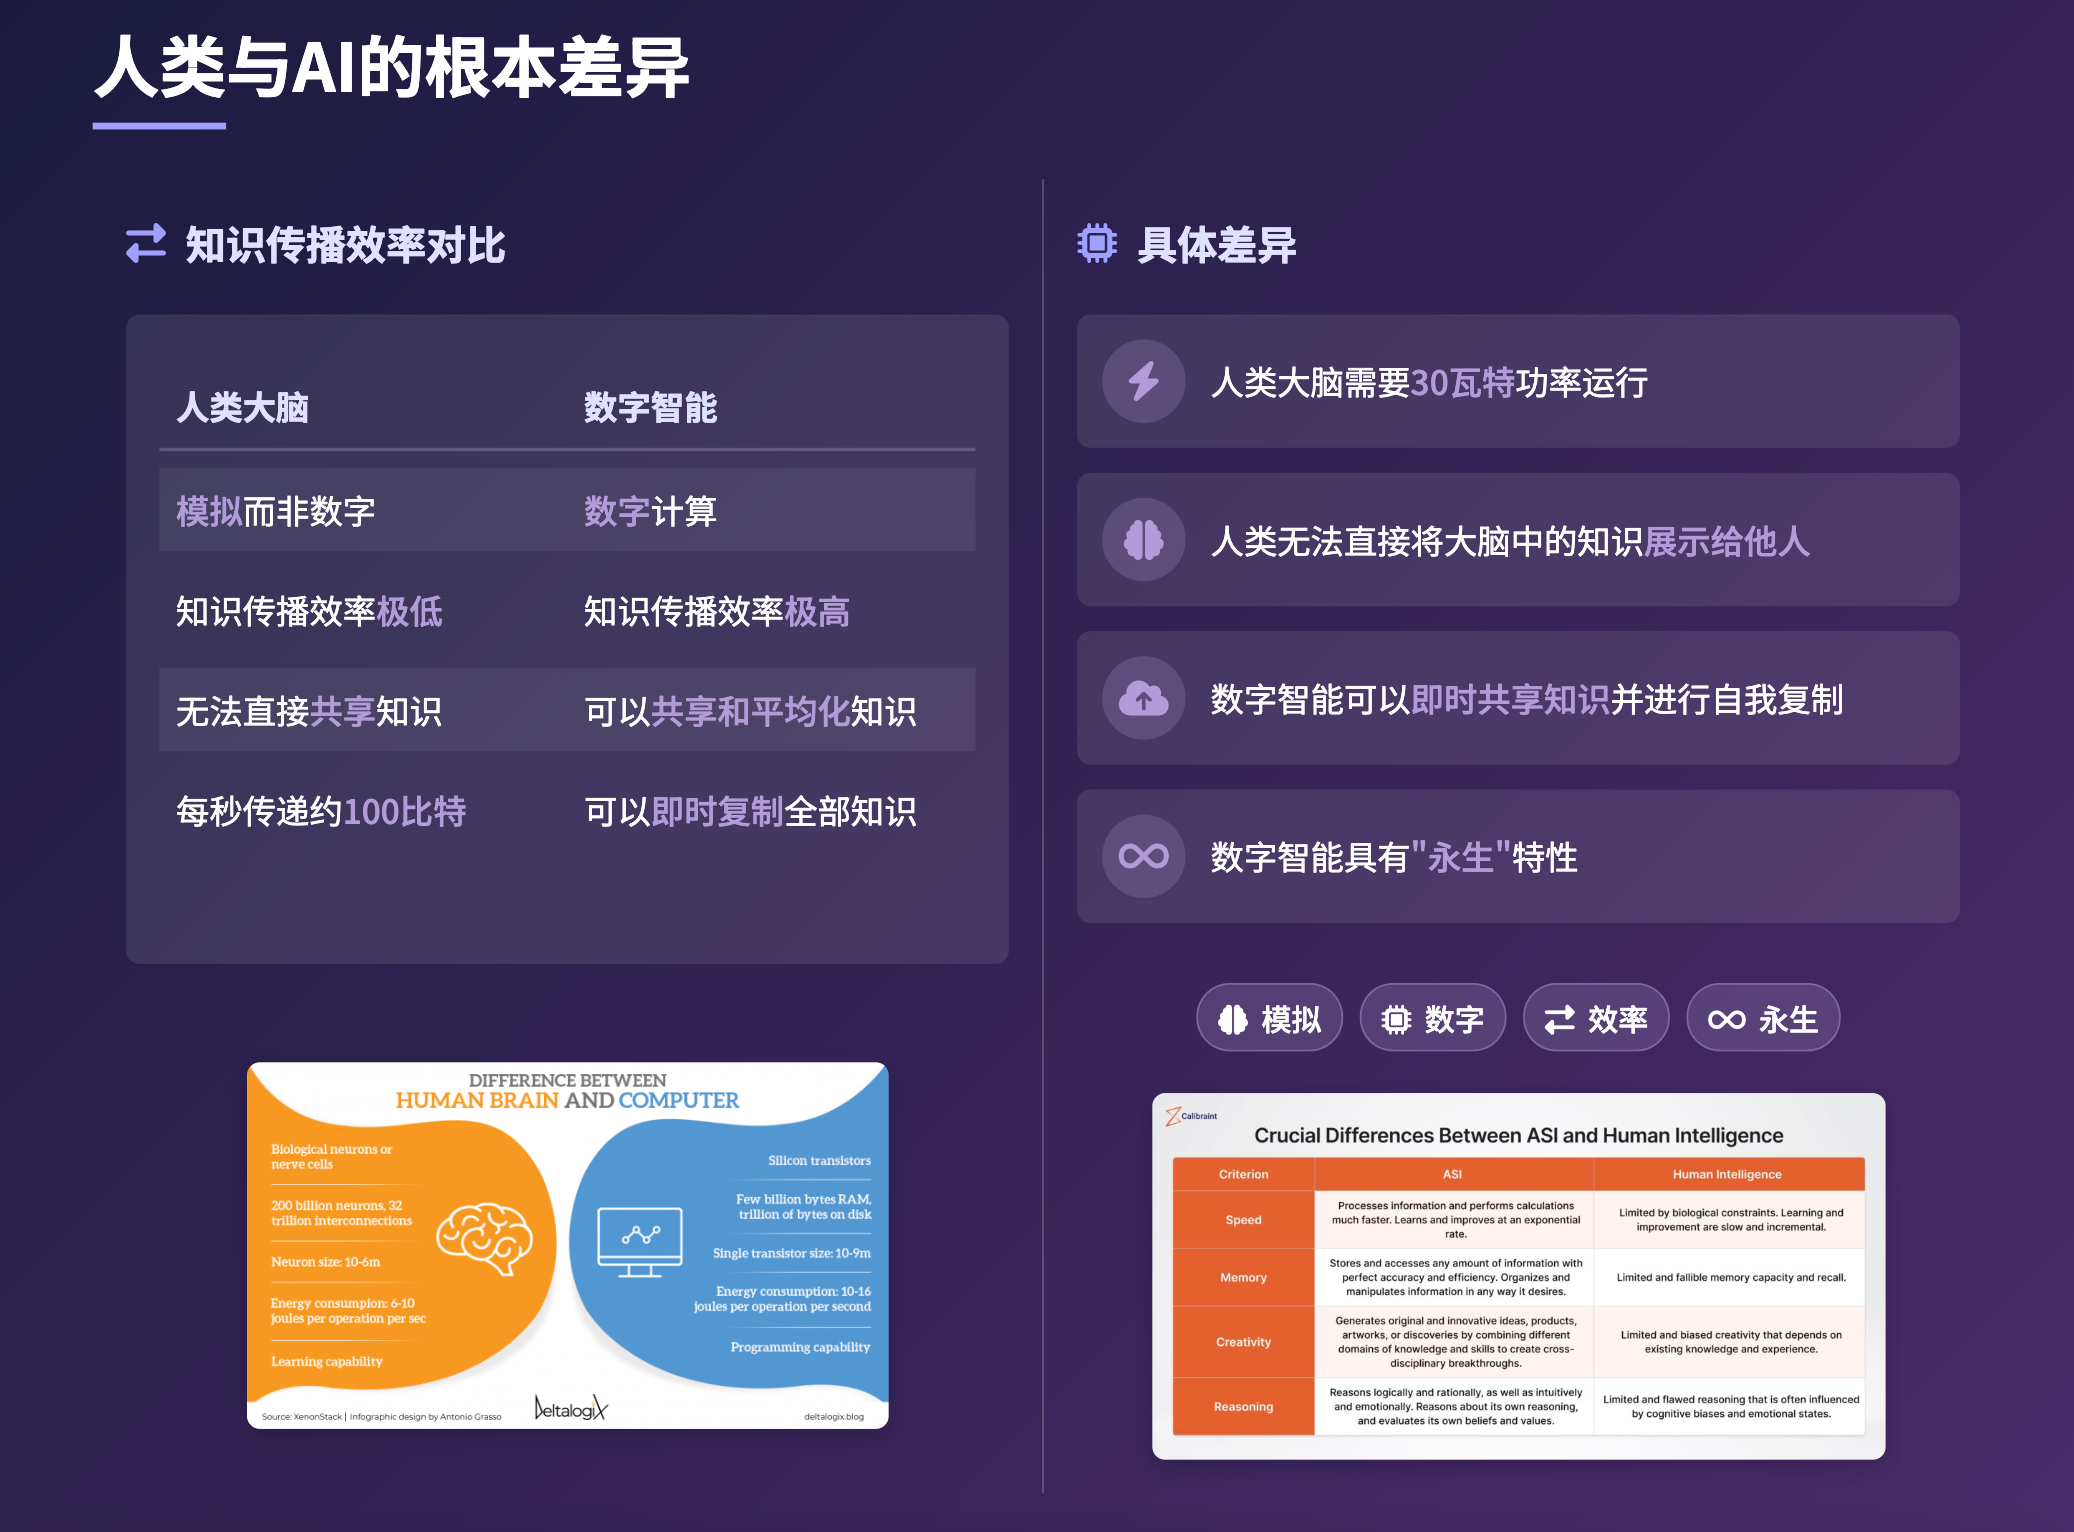 人类与AI的根本差异
知识传播效率对比
人类大脑 数字智能
模拟而非数字 数字计算
知识传播效率极低 知识传播效率极高
无法直接共享知识 可以共享和平均化知识
每秒传递约100比特 可以即时复制全部知识
DIFFERENCE BETWEEN
HUMAN BRAIN AND COMPUTER
Biological neurons or
nerve cells
200 billion neurons, 32
trillion interconnections
Neuron size: 10-6m
Energy consumpion: 6-10
joules per operation per sec
Learning capability
Silicon transistors
Few billion bytes RAM,
trillion of bytes on disk
Single transistor size: 10-9m
Energy consumption: 10-16
joules per operation per second
Programming capability
Source: XenonStack | Infographic design by Antonio Grasso
DeltalogiX
deltalogix.blog
具体差异
人类大脑需要30瓦特功率运行
人类无法直接将大脑中的知识展示给他人
数字智能可以即时共享知识并进行自我复制
数字智能具有"永生"特性
模拟 数字 效率 永生
Calibraint
Crucial Differences Between ASI and Human Intelligence
Criterion ASI Human Intelligence
Speed
Processes information and performs calculations
much faster. Learns and improves at an exponential
rate.
Limited by biological constraints. Learning and
improvement are slow and incremental.
Memory
Stores and accesses any amount of information with
perfect accuracy and efficiency. Organizes and
manipulates information in any way it desires.
Limited and fallible memory capacity and recall.
Creativity
Generates original and innovative ideas, products,
artworks, or discoveries by combining different
domains of knowledge and skills to create cross-
disciplinary breakthroughs.
Limited and biased creativity that depends on
existing knowledge and experience.
Reasoning
Reasons logically and rationally, as well as intuitively
and emotionally. Reasons about its own reasoning,
and evaluates its own beliefs and values.
Limited and flawed reasoning that is often influenced
by cognitive biases and emotional states.